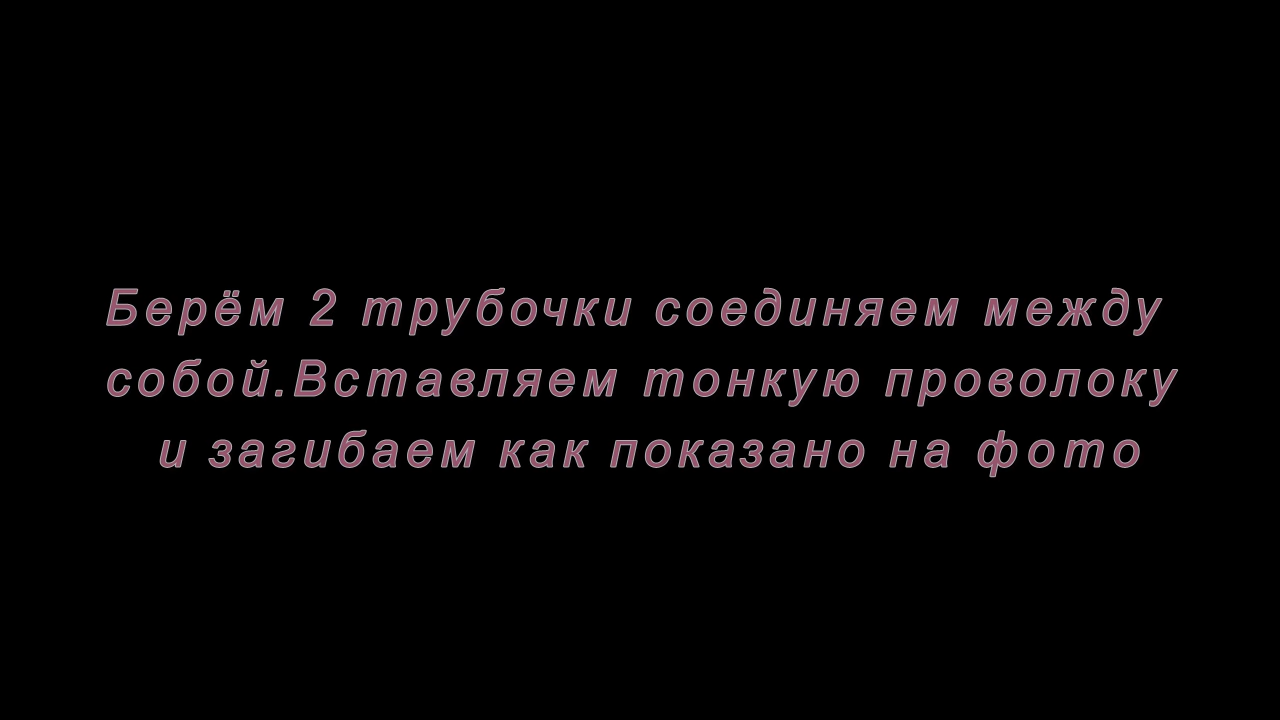 Берём 2 трубочки соединяем между
собой.Вставляем тонкую проволоку
и загибаем как показано на фото